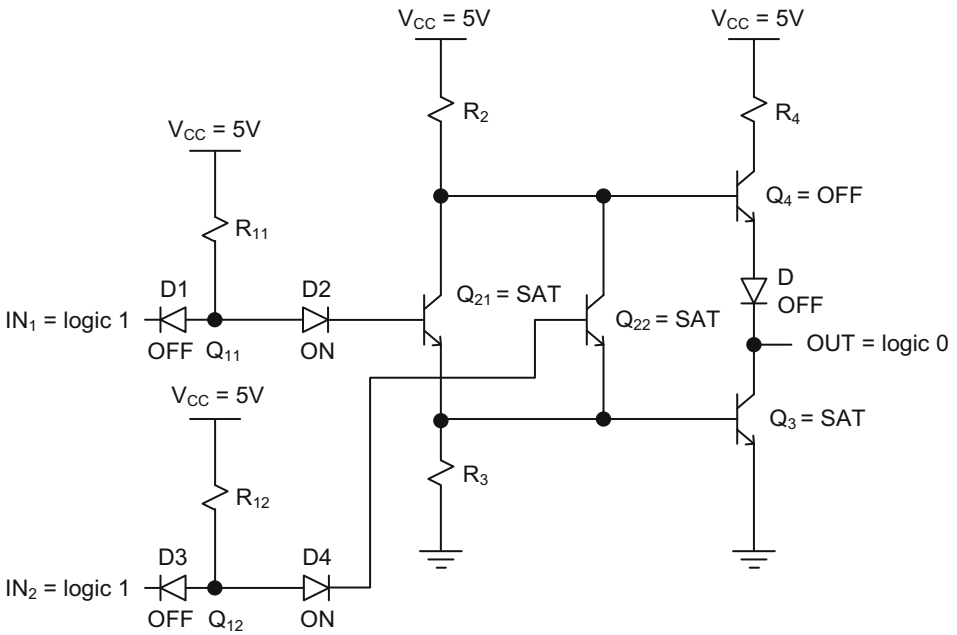 V_CC = 5V
V_CC = 5V
R_2
R_4
V_CC = 5V
Q_4 = OFF
R_11
D
OFF
D1
D2
Q_21 = SAT
IN_1 = logic 1
Q_22 = SAT
OFF
Q_11
ON
OUT = logic 0
V_CC = 5V
Q_3 = SAT
R_3
R_12
D3
D4
IN_2 = logic 1
OFF
Q_12
ON